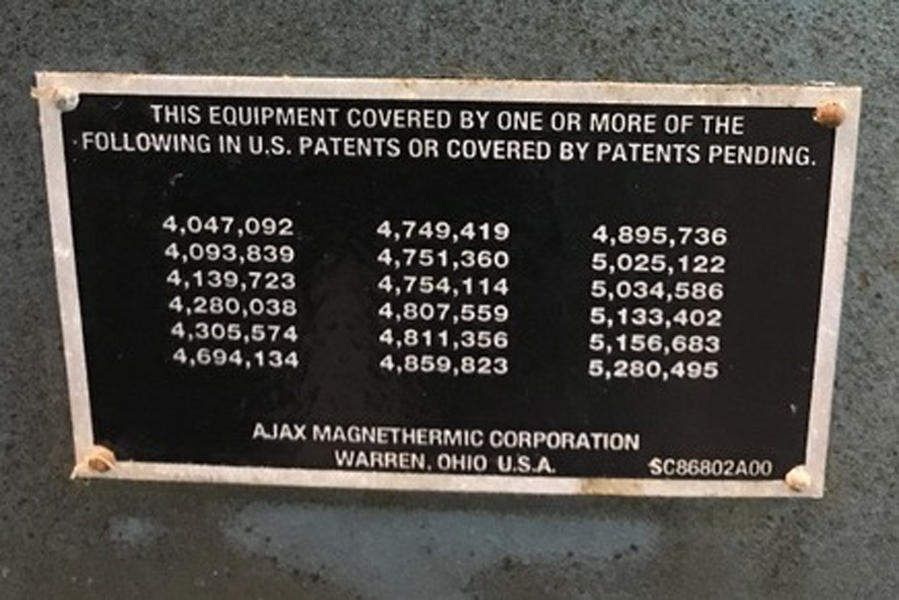 THIS EQUIPMENT COVERED BY ONE OR MORE OF THE
FOLLOWING IN U.S. PATENTS OR COVERED BY PATENTS PENDING.
4,047,092 4,749,419 4,895,736
4,093,839 4,751,360 5,025,122
4,139,723 4,754,114 5,034,586
4,280,038 4,807,559 5,133,402
4,305,574 4,811,356 5,156,683
4,694,134 4,859,823 5,280,495
AJAX MAGNETHERMIC CORPORATION
WARREN, OHIO U.S.A. SC86802A00